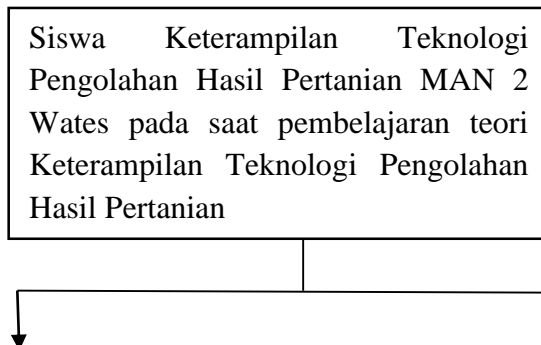 Siswa Keterampilan Teknologi
Pengolahan Hasil Pertanian MAN 2
Wates pada saat pembelajaran teori
Keterampilan Teknologi Pengolahan
Hasil Pertanian